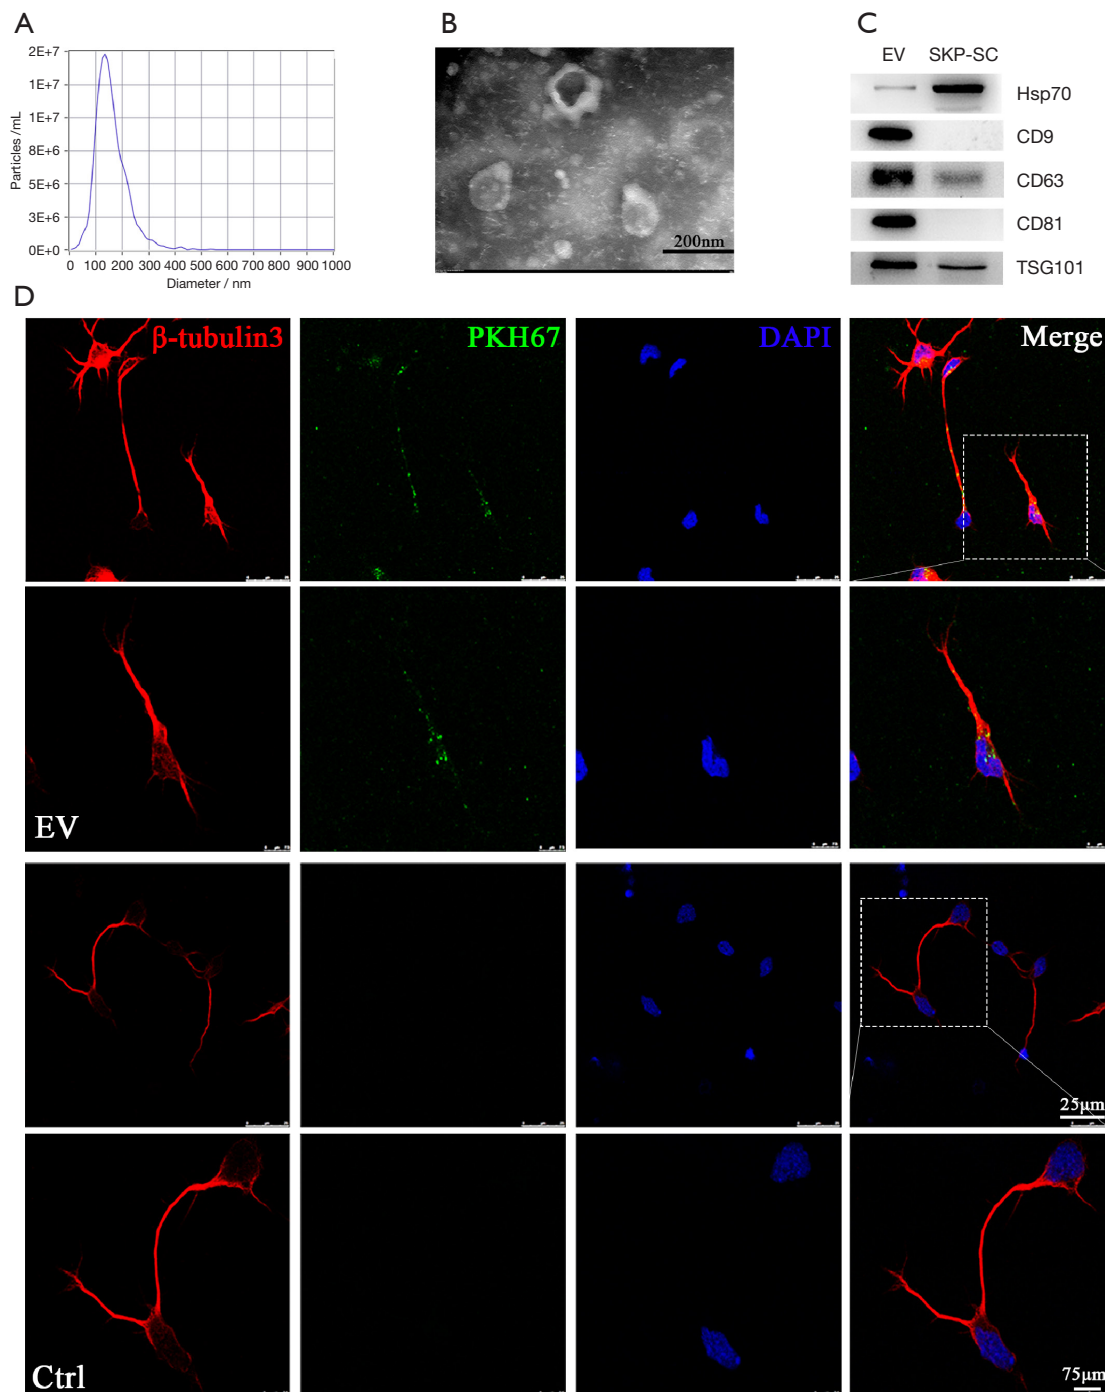 A
2E+7
1E+7
1E+7
8E+6
5E+6
3E+6
0E+0
Particles /mL
0 100 200 300 400 500 600 700 800 900 1000
Diameter / nm
B
200nm
C
EV SKP-SC
Hsp70
CD9
CD63
CD81
TSG101
D
β-tubulin3 PKH67 DAPI Merge
EV
25μm
Ctrl
75μm